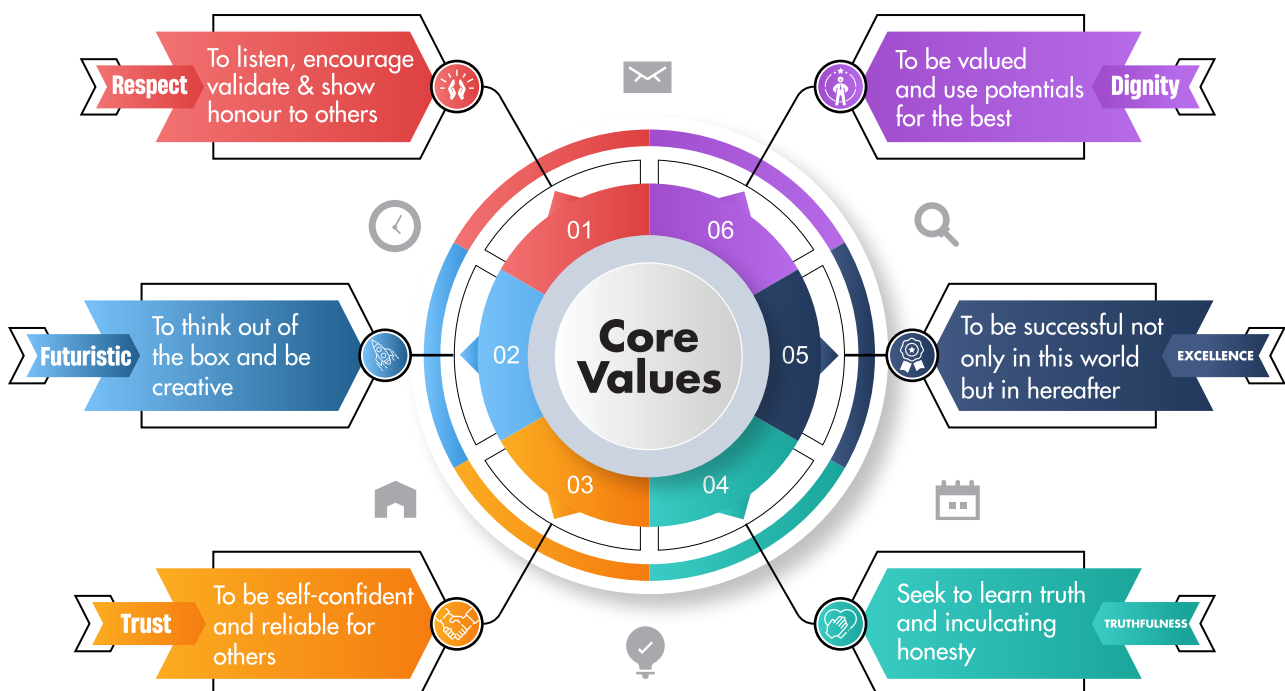 Respect
To listen, encourage
validate & show
honour to others
To be valued
and use potentials
for the best
Dignity
01
06
Futuristic
To think out of
the box and be
creative
02
Core
Values
05
To be successful not
only in this world
but in hereafter
EXCELLENCE
03
04
Trust
To be self-confident
and reliable for
others
Seek to learn truth
and inculcating
honesty
TRUTHFULNESS